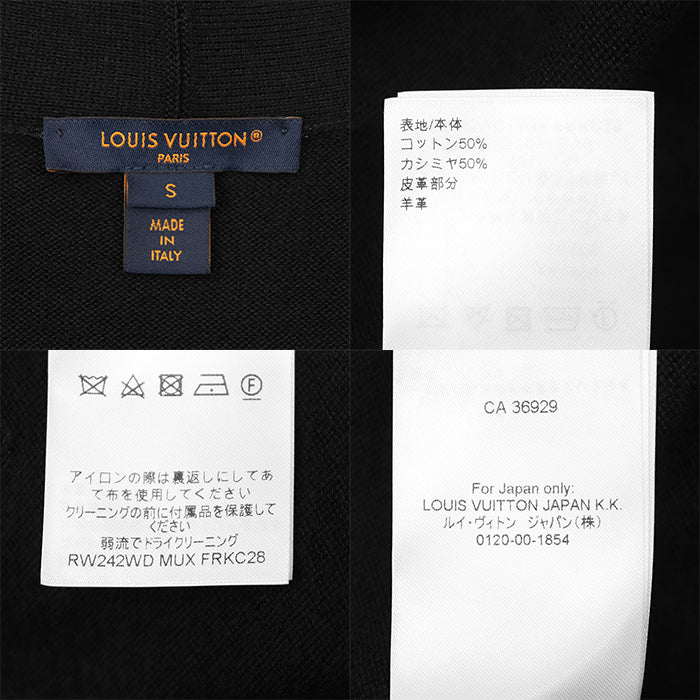 LOUIS VUITTON®
PARIS
S
MADE
IN
ITALY
表地/本体
コットン50%
カシミヤ50%
皮革部分
羊革
F
アイロンの際は裏返しにしてあ
て布を使用してください
クリーニングの前に付属品を保護して
ください
弱流でドライクリーニング
RW242WD MUX FRKC28
CA 36929
For Japan only:
LOUIS VUITTON JAPAN K.K.
ルイ・ヴィトン ジャパン(株)
0120-00-1854